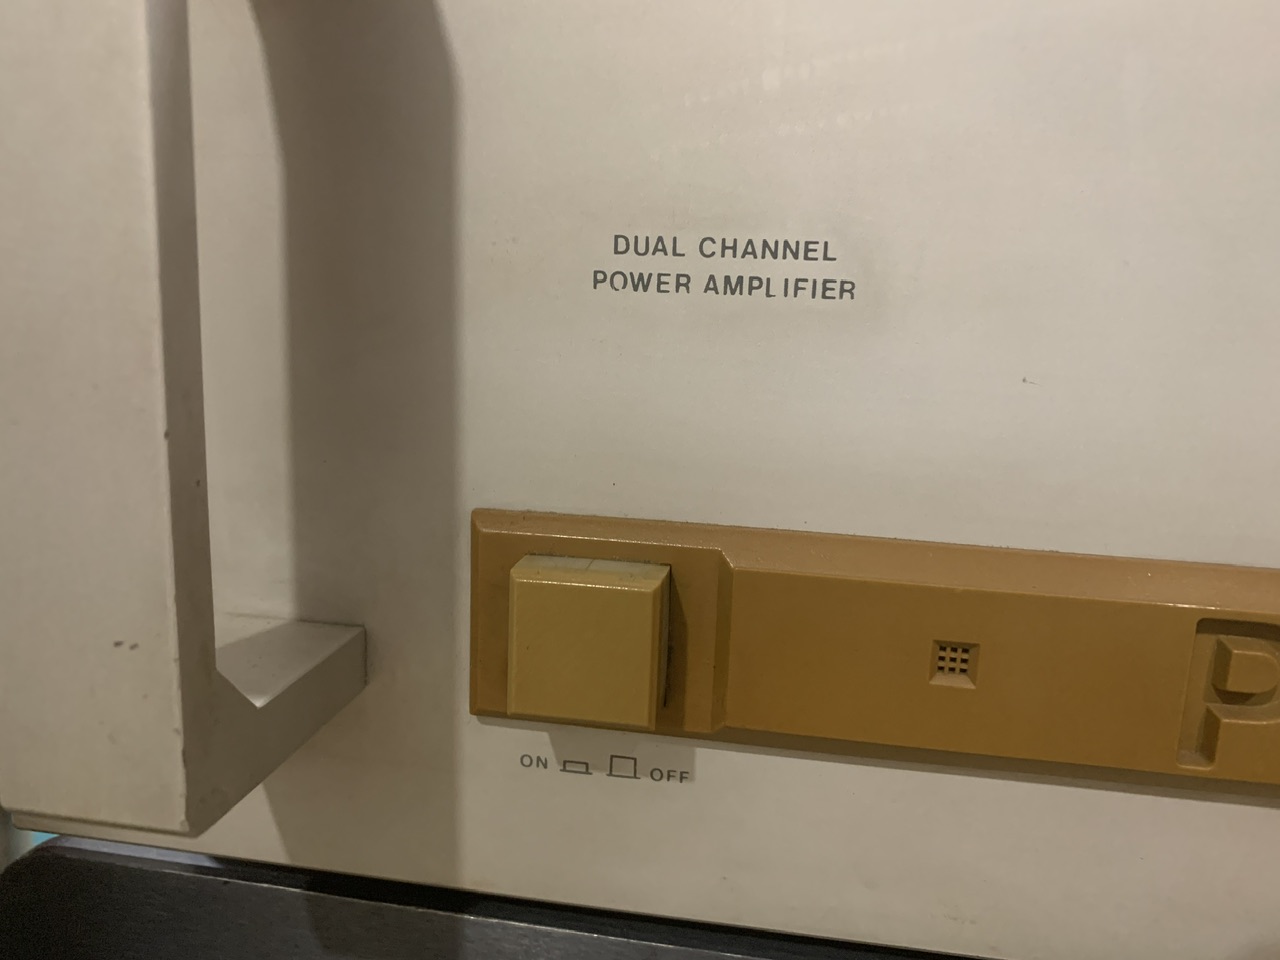 DUAL CHANNEL
POWER AMPLIFIER
P
ON OFF